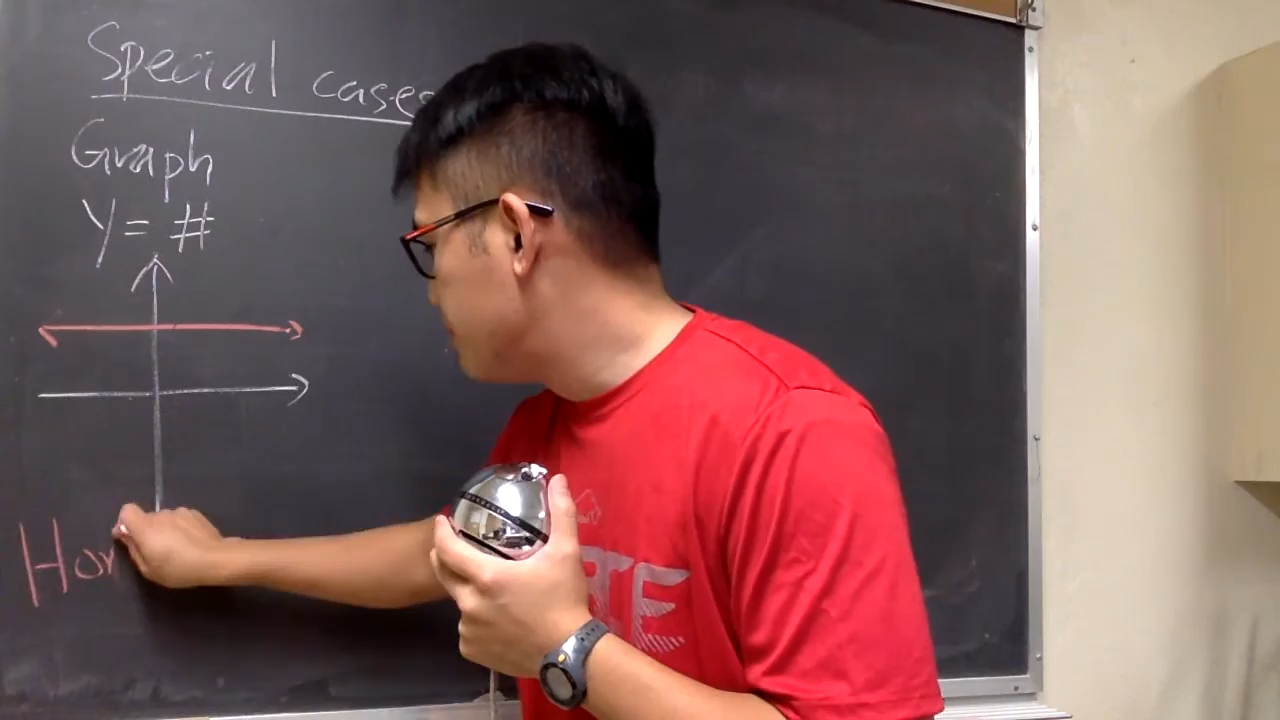 Special cases
Graph
y = #
Hor